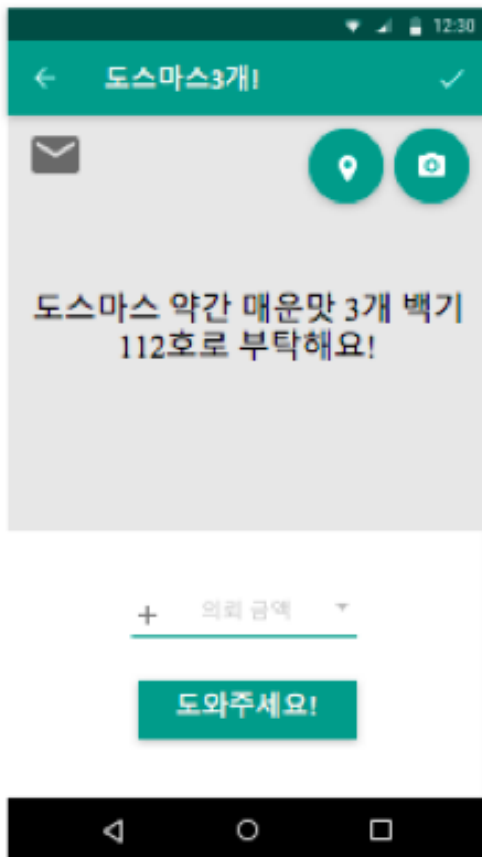 12:30
도스마스3개!
도스마스 약간 매운맛 3개 백기
112호로 부탁해요!
+ 의뢰 금액
도와주세요!